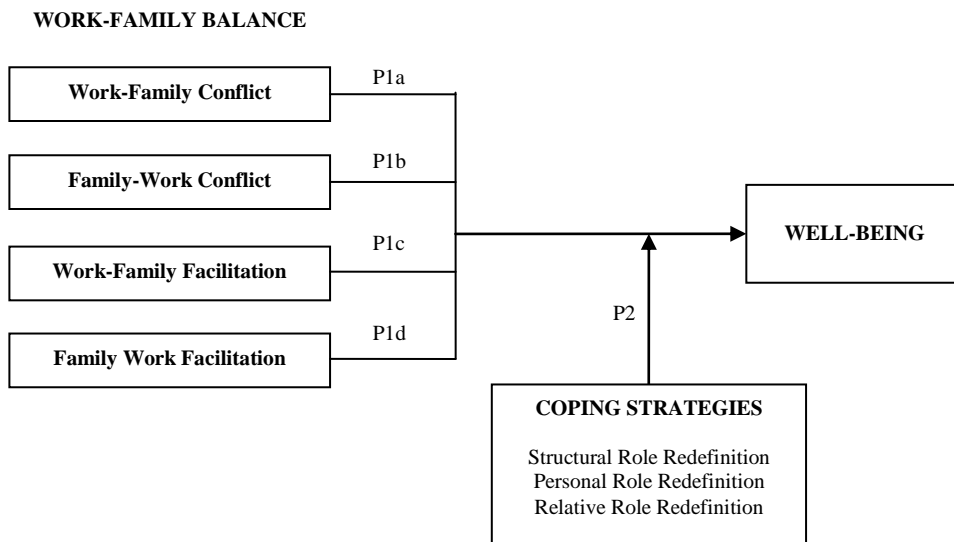 WORK-FAMILY BALANCE
Work-Family Conflict
P1a
Family-Work Conflict
P1b
Work-Family Facilitation
P1c
Family Work Facilitation
P1d
WELL-BEING
P2
COPING STRATEGIES
Structural Role Redefinition
Personal Role Redefinition
Relative Role Redefinition